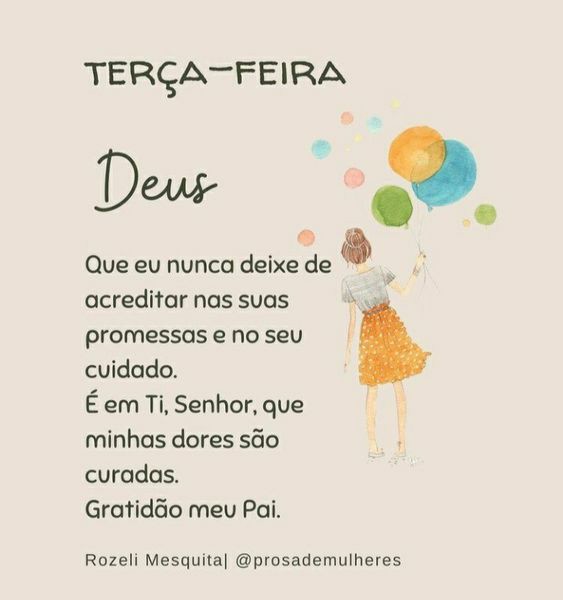 TERÇA-FEIRA
Deus
Que eu nunca deixe de
acreditar nas suas
promessas e no seu
cuidado.
É em Ti, Senhor, que
minhas dores são
curadas.
Gratidão meu Pai.
Rozeli Mesquita| @prosademulheres